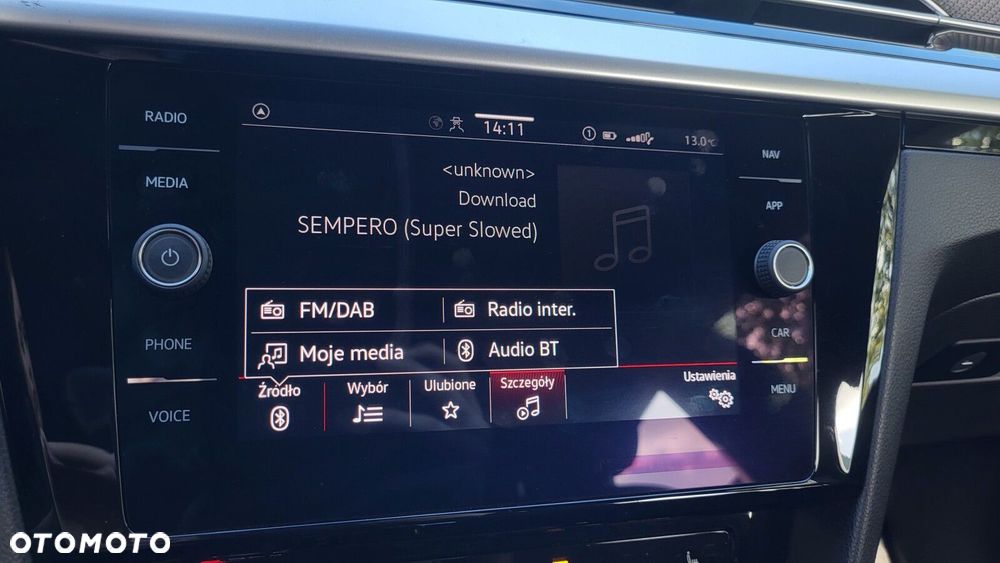 RADIO
MEDIA
PHONE
VOICE
14:11
1
13.0°C
<unknown>
Download
SEMPERO (Super Slowed)
FM/DAB
Radio inter.
Moje media
Audio BT
Źródło
Wybór
Ulubione
Szczegóły
Ustawienia
NAV
APP
CAR
MENU
OTOMOTO